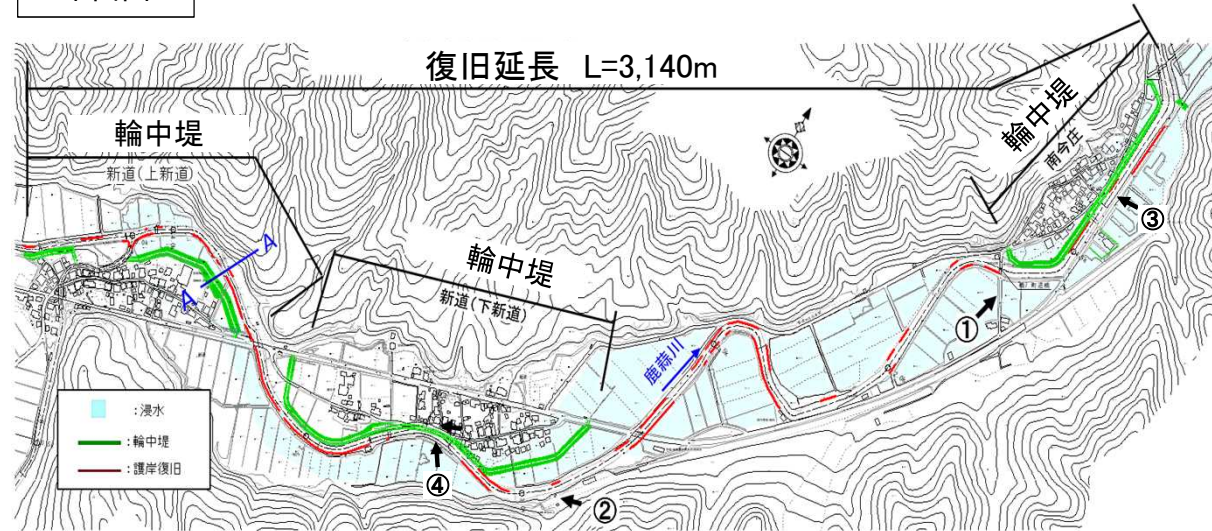 復旧延長 L=3,140m
輪中堤
新道(上新道)
輪中堤
新道(下新道)
輪中堤
南今庄
A
A
鹿蒜川
①
②
③
④
:浸水
:輪中堤
:護岸復旧